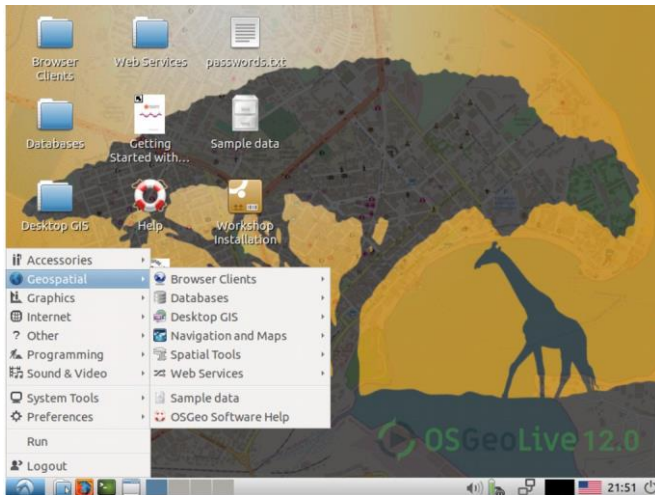 Browser
Clients
Web Services
passwords.txt
Databases
Getting
Started with...
Sample data
Desktop GIS
Help
Workshop
Installation
Accessories
Geospatial
Graphics
Internet
Other
Programming
Sound & Video
System Tools
Preferences
Run
Logout
Browser Clients
Databases
Desktop GIS
Navigation and Maps
Spatial Tools
Web Services
Sample data
OSGeo Software Help
OSGeoLive 12.0
21:51